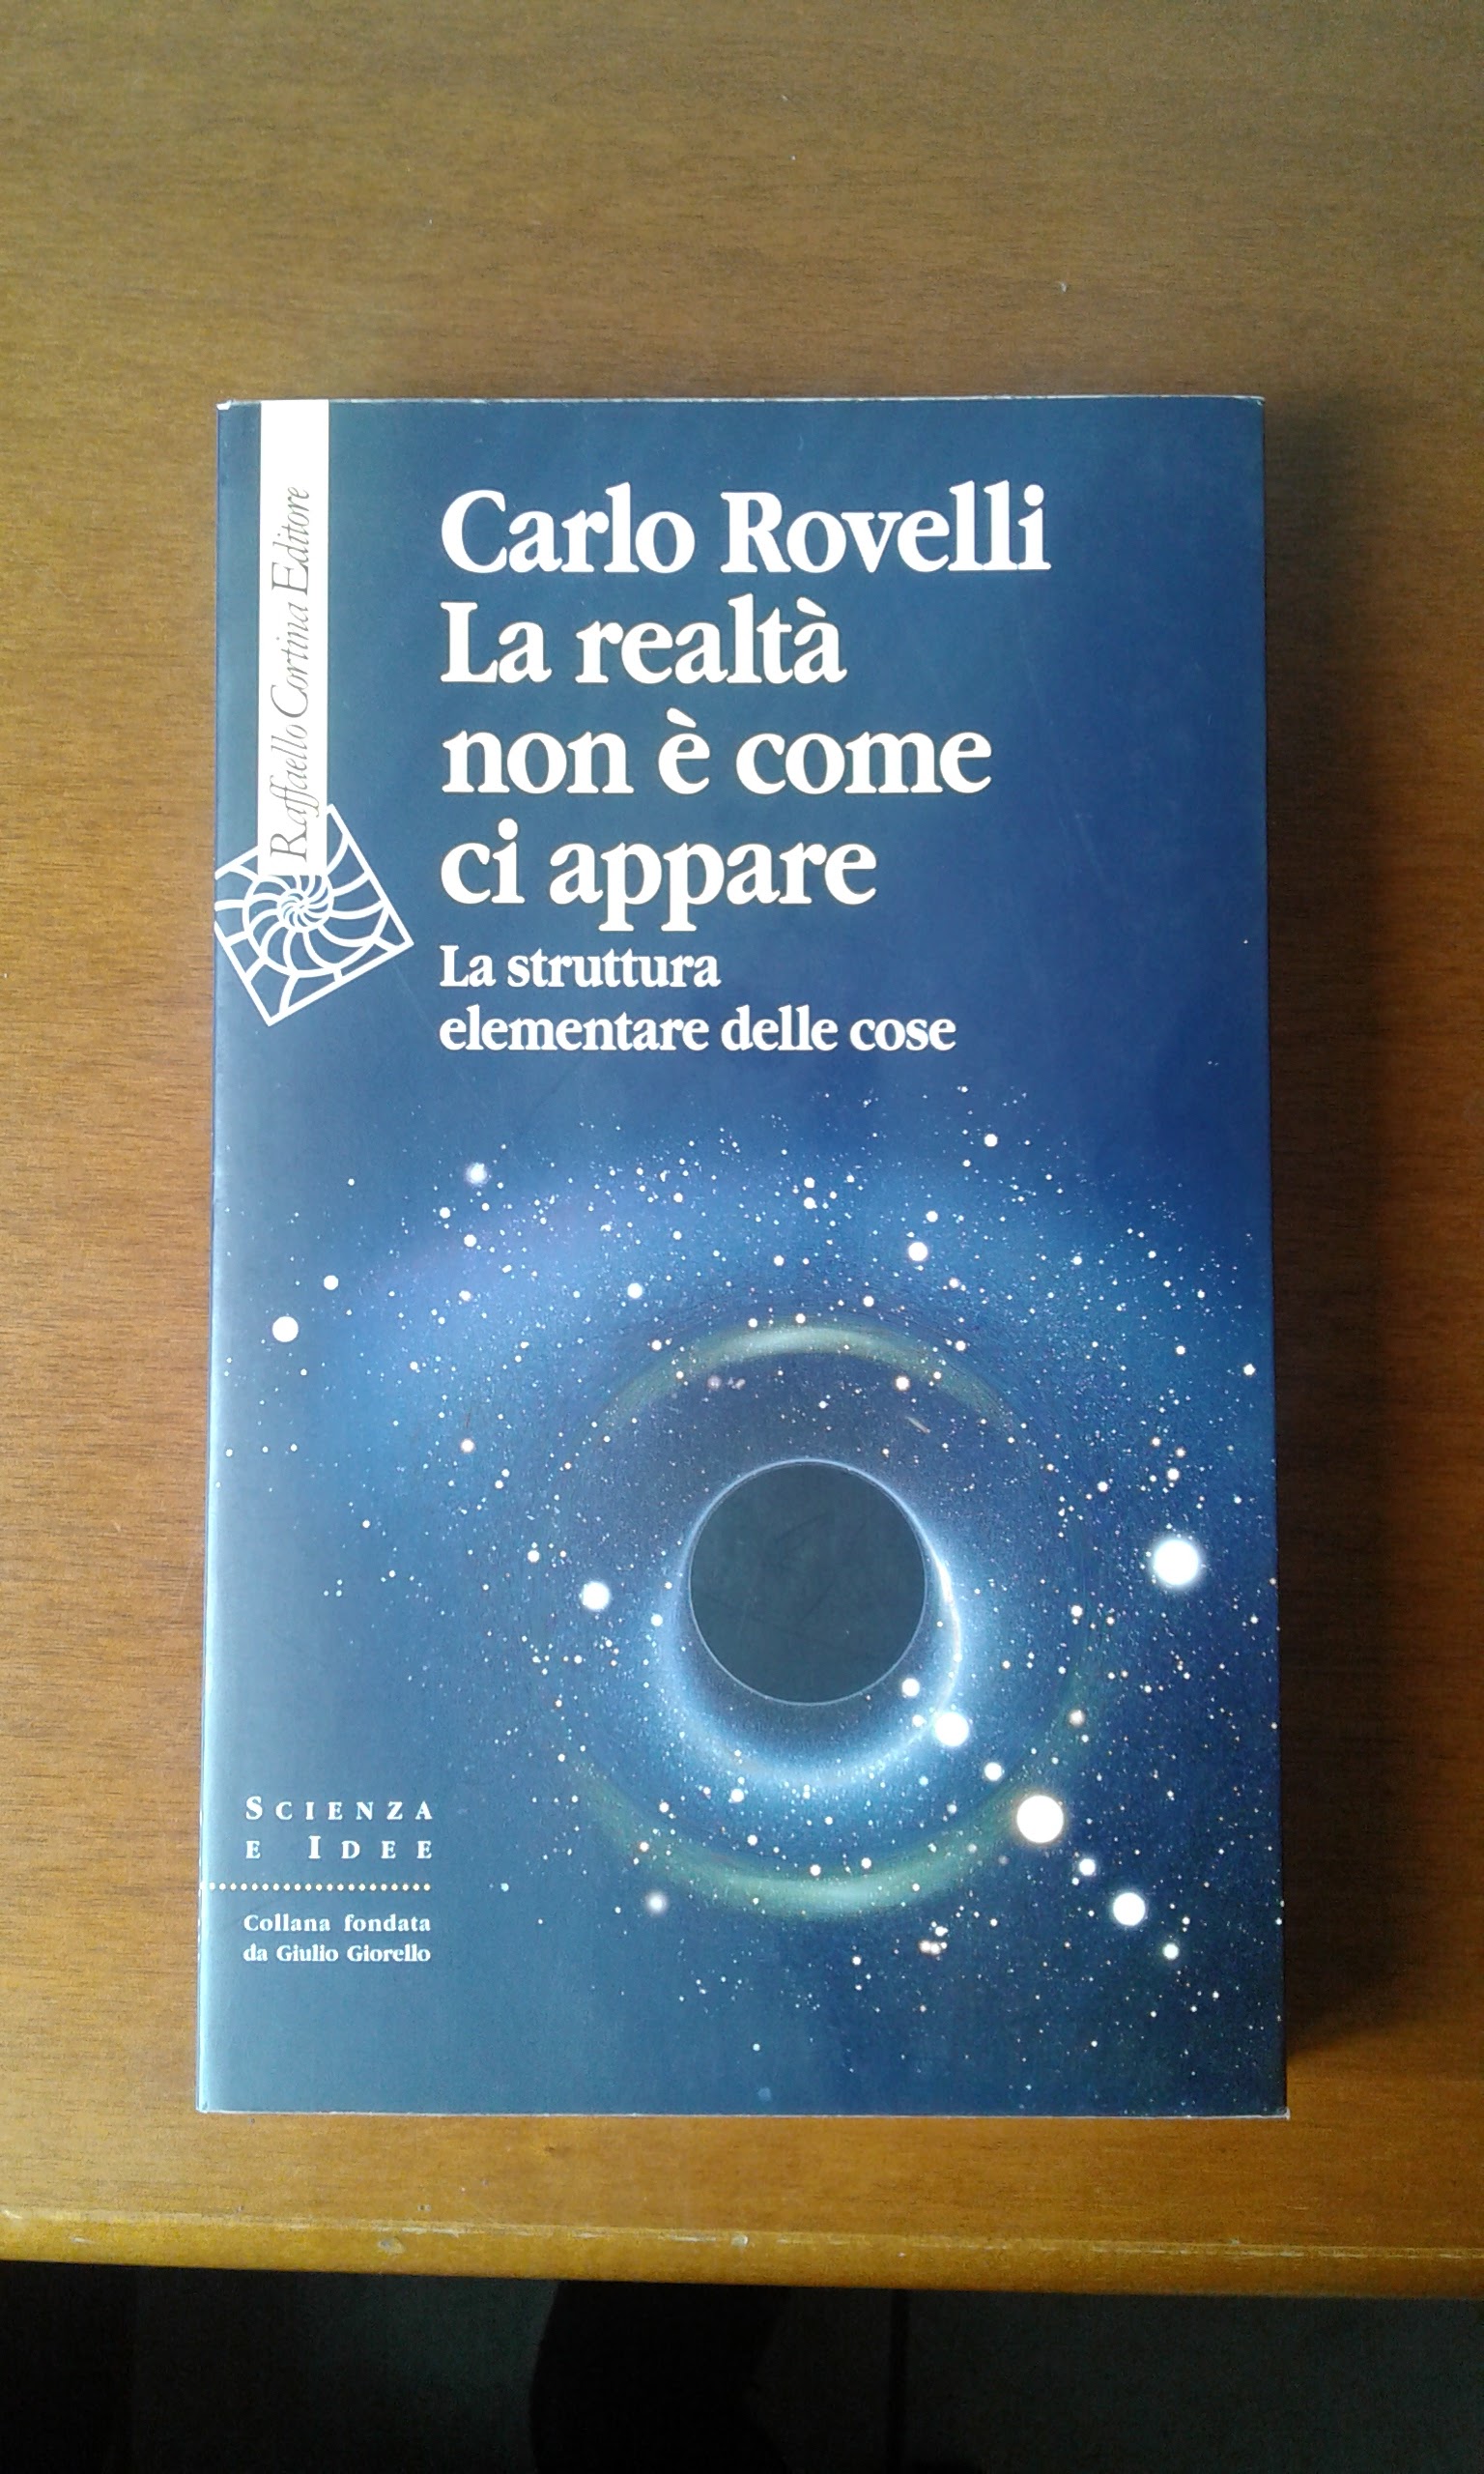 Raffaello Cortina Editore
Carlo Rovelli
La realtà
non è come
ci appare
La struttura
elementare delle cose
SCIENZA
E IDEE
Collana fondata
da Giulio Giorello